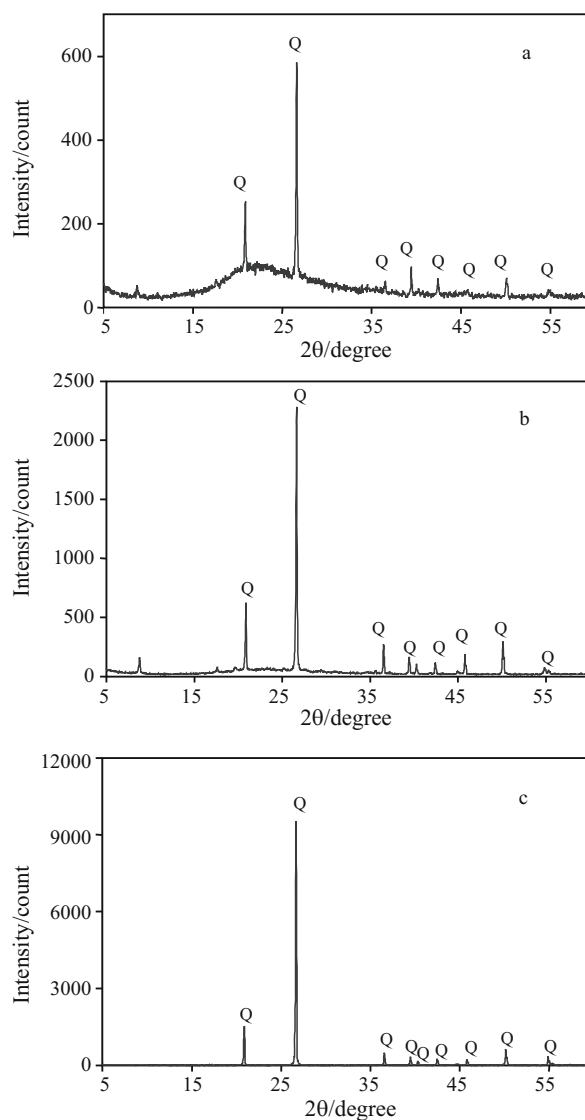 a
Intensity/count
600
400
200
0
Q Q Q Q Q Q Q Q
5 15 25 35 45 55
2θ/degree
b
Intensity/count
2500
2000
1500
1000
500
0
Q Q Q Q Q Q Q Q
5 15 25 35 45 55
2θ/degree
c
Intensity/count
12000
9000
6000
3000
0
Q Q Q Q Q Q Q Q Q
5 15 25 35 45 55
2θ/degree